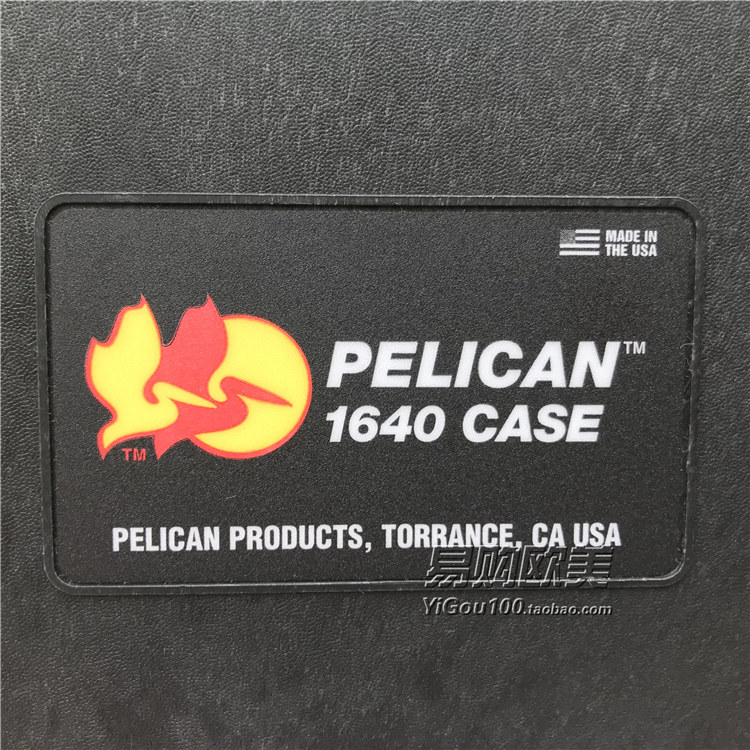 MADE IN
THE USA
PELICAN™
1640 CASE
TM
PELICAN PRODUCTS, TORRANCE, CA USA
易购欧美
YiGou100.taobao.com